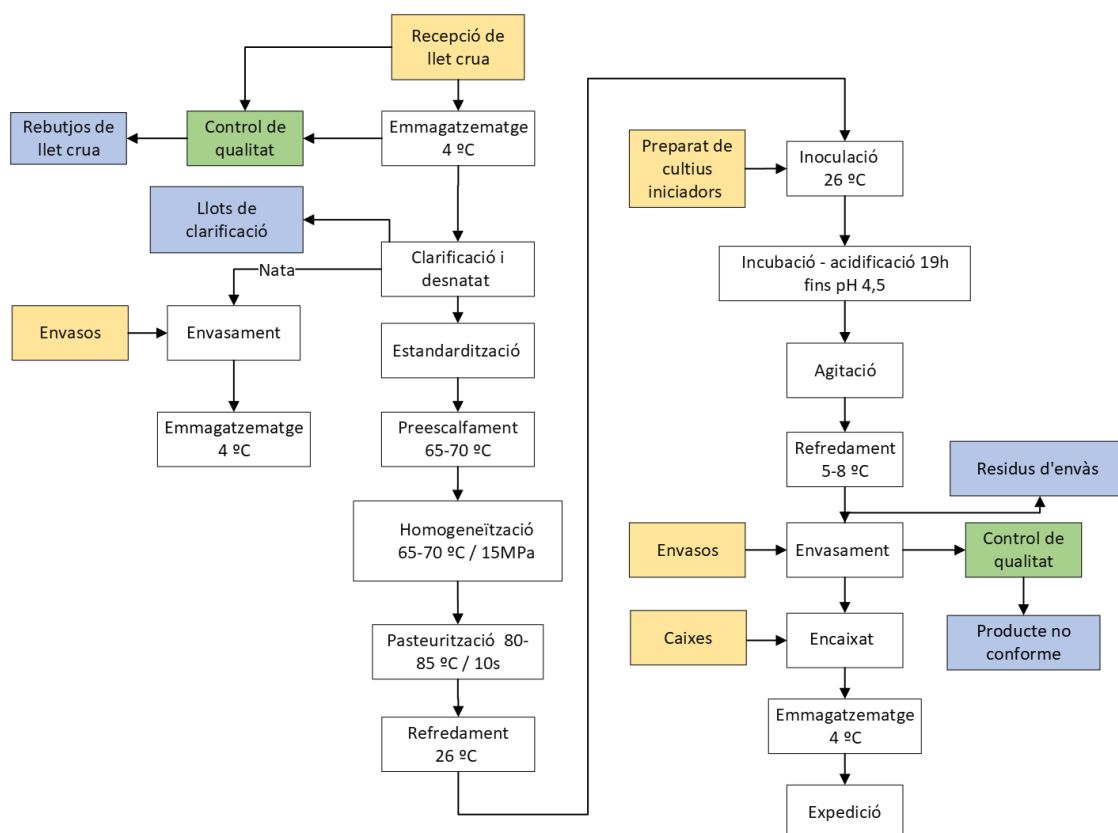 Recepció de
llet crua
Rebutjos de
llet crua
Control de
qualitat
Emmagatzematge
4 ºC
Llots de
clarificació
Clarificació i
desnatat
Nata
Envasos
Envasament
Estandardització
Emmagatzematge
4 ºC
Preescalfament
65-70 ºC
Homogeneïtzació
65-70 ºC / 15MPa
Pasteurització 80-
85 ºC / 10s
Refredament
26 ºC
Preparat de
cultius
iniciadors
Inoculació
26 ºC
Incubació - acidificació 19h
fins pH 4,5
Agitació
Refredament
5-8 ºC
Residus d'envàs
Envasos
Envasament
Control de
qualitat
Caixes
Encaixat
Producte no
conforme
Emmagatzematge
4 ºC
Expedició